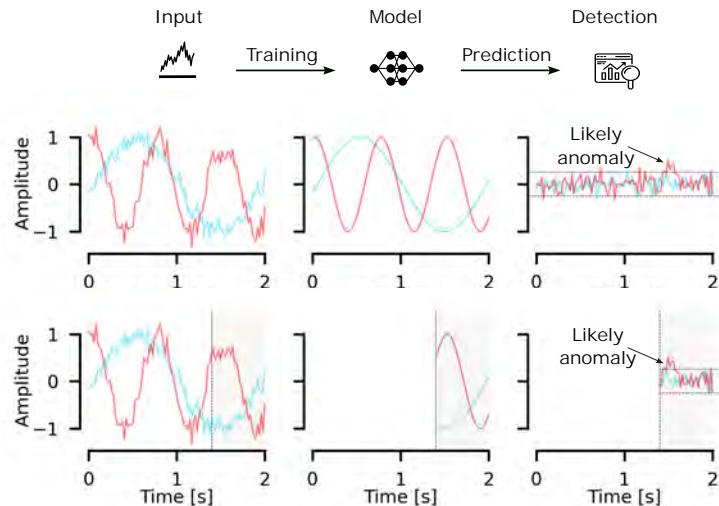 Input Model Detection
Training Prediction
1
0
−1
Amplitude
0 1 2
0 1 2
Likely
anomaly
0 1 2
1
0
−1
Amplitude
0 1 2
Time [s]
0 1 2
Time [s]
Likely
anomaly
0 1 2
Time [s]